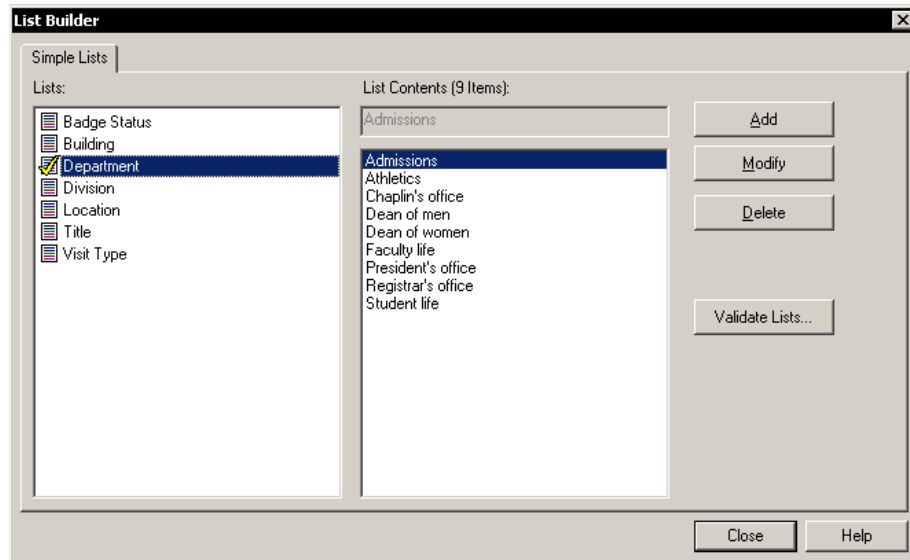 List Builder
Simple Lists
Lists:
Badge Status
Building
Department
Division
Location
Title
Visit Type
List Contents (9 Items):
Admissions
Admissions
Athletics
Chaplin's office
Dean of men
Dean of women
Faculty life
President's office
Registrar's office
Student life
Add
Modify
Delete
Validate Lists...
Close
Help